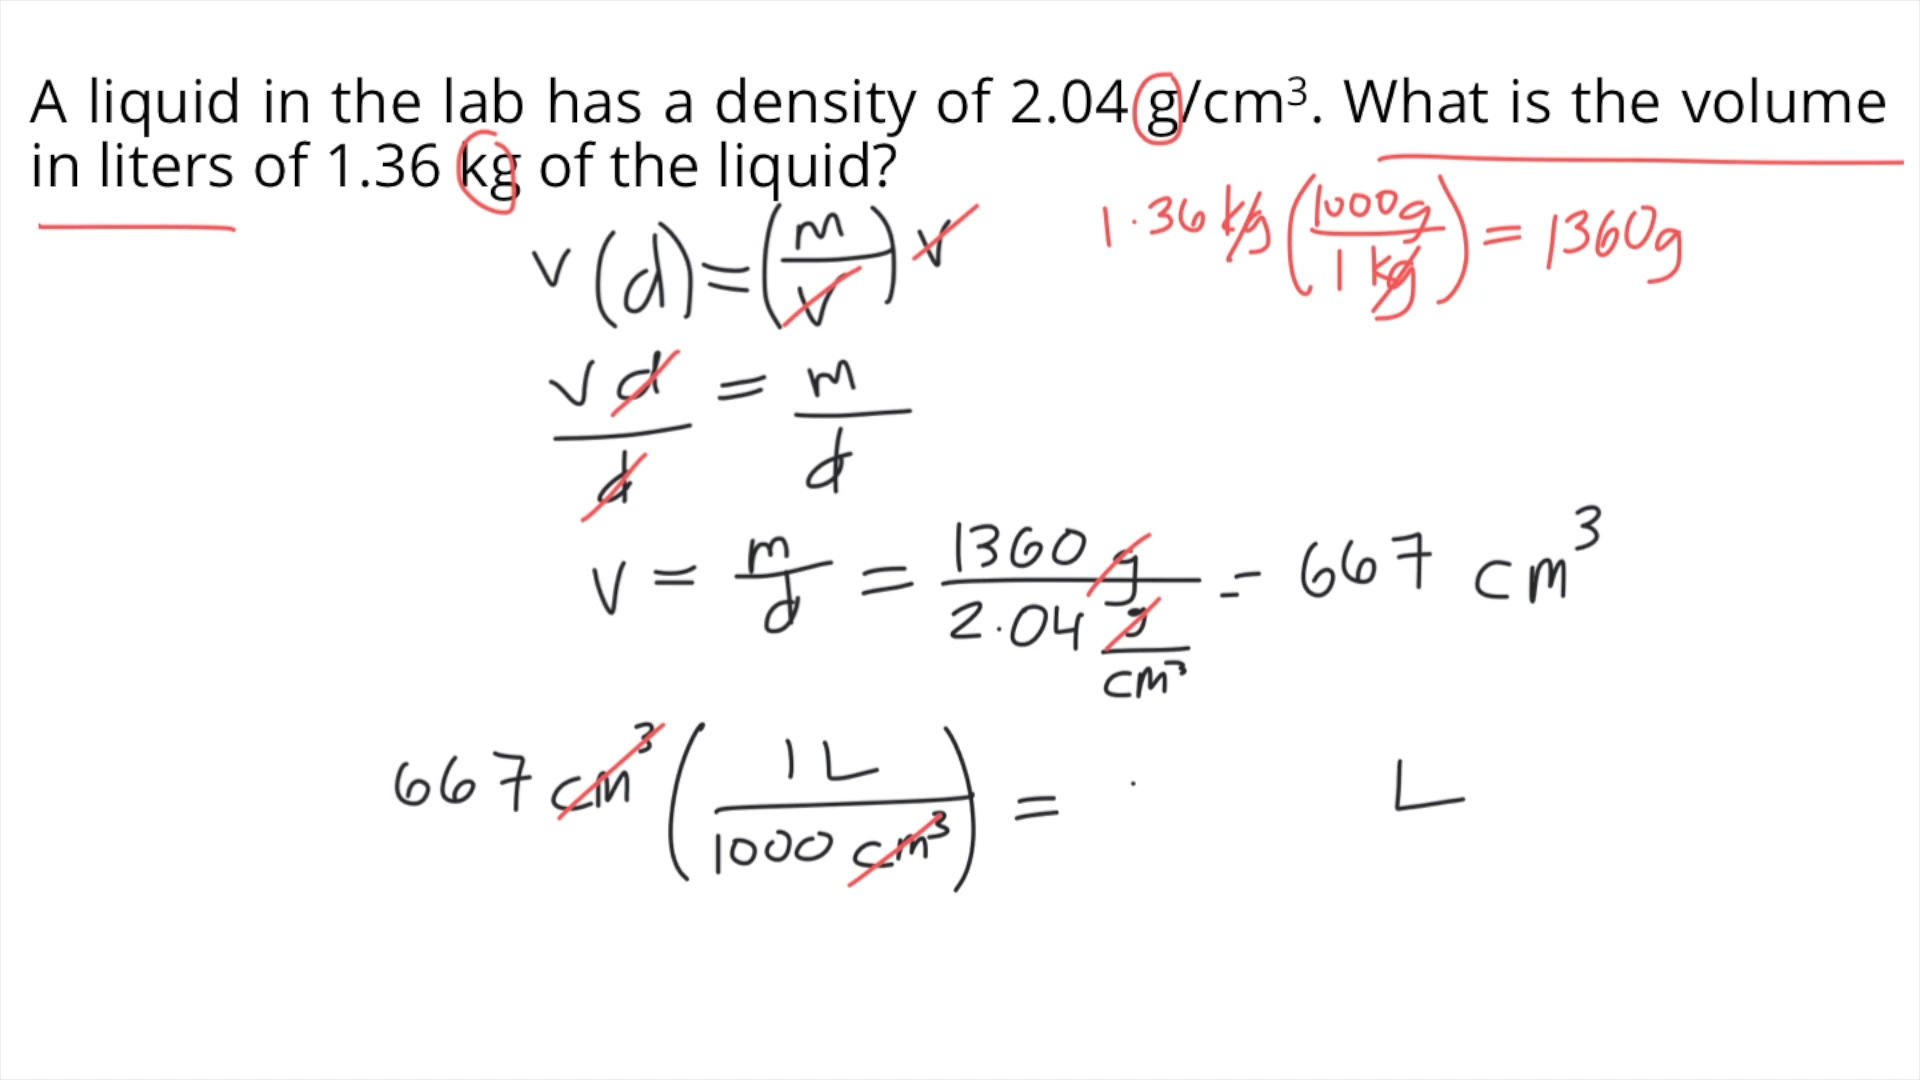 A liquid in the lab has a density of 2.04 g/cm³. What is the volume
in liters of 1.36 kg of the liquid?
1.36 kg (1000g / 1 kg) = 1360g
v (d) = (m / v) v
v d / d = m / d
v = m / d = 1360 g / 2.04 g / cm³ = 667 cm³
667 cm³ (1 L / 1000 cm³) = . L